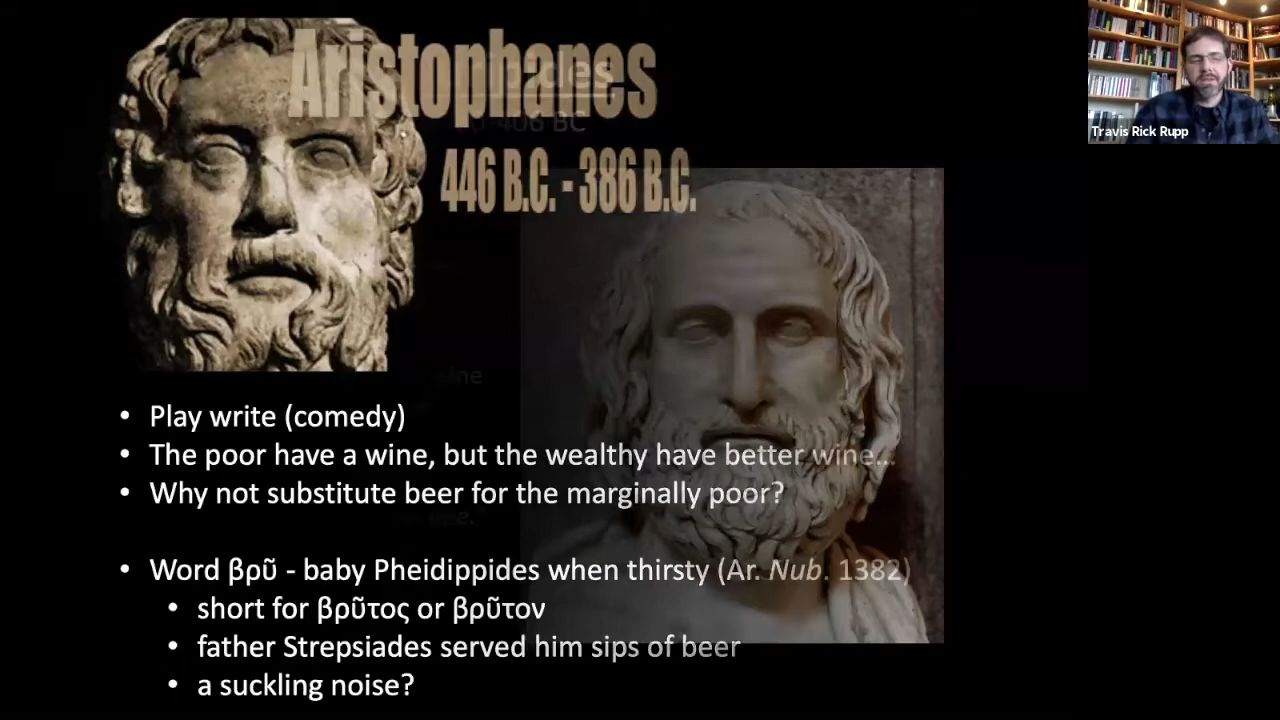 Aristophanes
446 B.C. - 386 B.C.
Travis Rick Rupp
• Play write (comedy)
• The poor have a wine, but the wealthy have better wine...
• Why not substitute beer for the marginally poor?
• Word βρῦ - baby Pheidippides when thirsty (Ar. Nub. 1382)
• short for βρῦτος or βρῦτον
• father Strepsiades served him sips of beer
• a suckling noise?